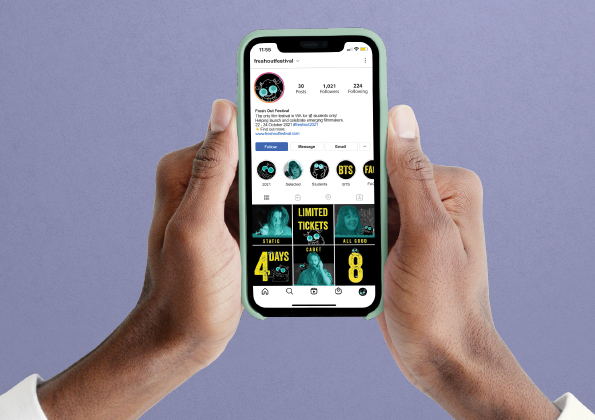 11:55
freshoutfestival
30 1,021 224
Posts Followers Following
Fresh Out Festival
The only film festival in WA for students only!
Helping launch and celebrate emerging filmmakers.
22 - 24 October 2021 #freshout2021
Find out more:
www.freshoutfestival.com
Follow Message Email
BTS FA
2021 Selected Students BTS
LIMITED
TICKETS
STATIC ALL GOOD
4 DAYS
CADET
8